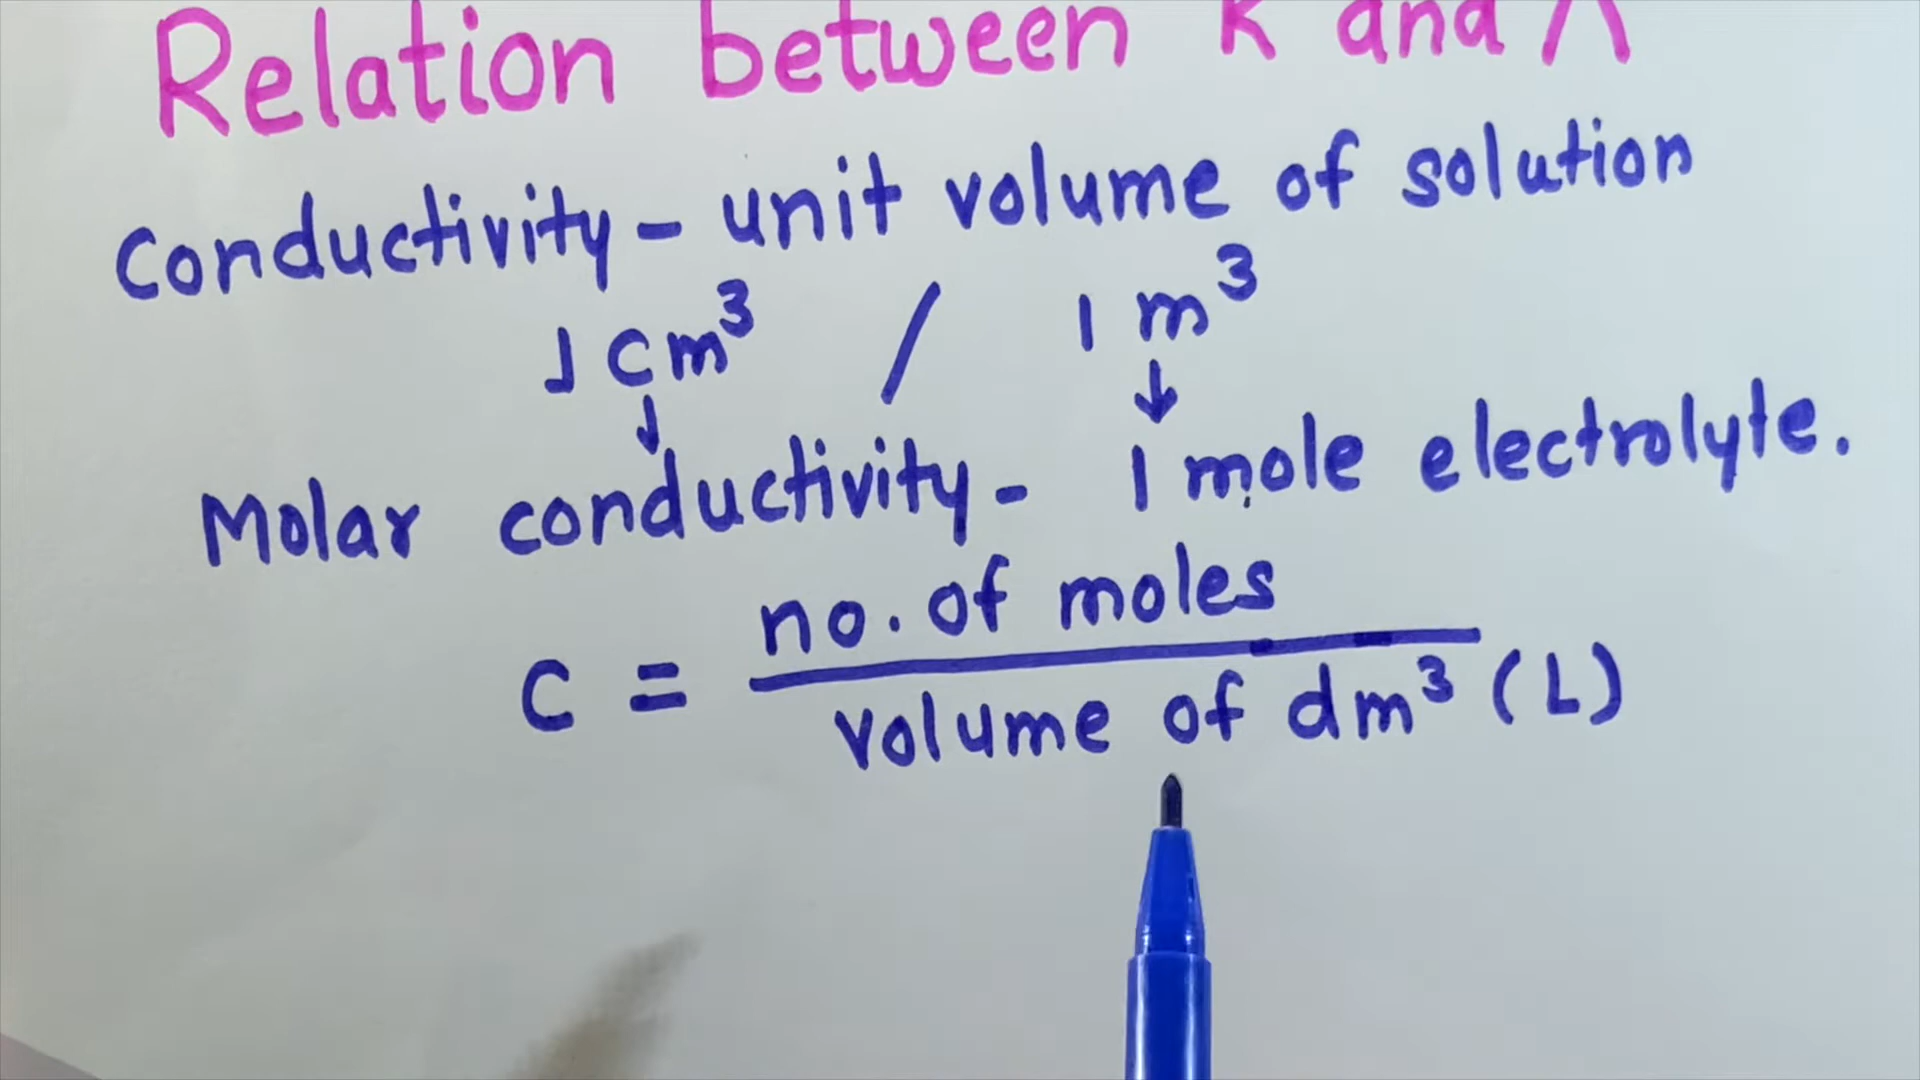 Relation between K and Λ
Conductivity - unit volume of solution
1 cm³ / 1 m³
↓ ↓
Molar conductivity - 1 mole electrolyte.
C = no. of moles
volume of dm³ (L)